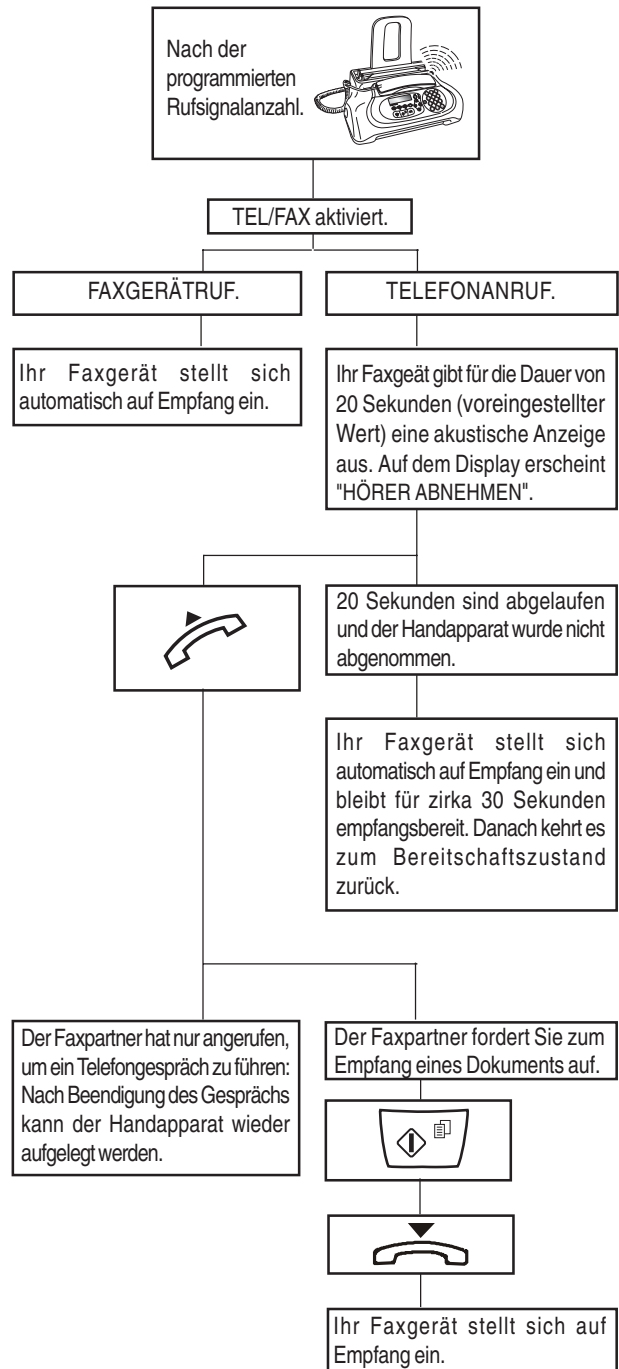 Nach der
programmierten
Rufsignalanzahl.
TEL/FAX aktiviert.
FAXGERÄTRUF.
TELEFONANRUF.
Ihr Faxgerät stellt sich
automatisch auf Empfang ein.
Ihr Faxgeät gibt für die Dauer von
20 Sekunden (voreingestellter
Wert) eine akustische Anzeige
aus. Auf dem Display erscheint
"HÖRER ABNEHMEN".
20 Sekunden sind abgelaufen
und der Handapparat wurde nicht
abgenommen.
Ihr Faxgerät stellt sich
automatisch auf Empfang ein und
bleibt für zirka 30 Sekunden
empfangsbereit. Danach kehrt es
zum Bereitschaftszustand
zurück.
Der Faxpartner hat nur angerufen,
um ein Telefongespräch zu führen:
Nach Beendigung des Gesprächs
kann der Handapparat wieder
aufgelegt werden.
Der Faxpartner fordert Sie zum
Empfang eines Dokuments auf.
Ihr Faxgerät stellt sich auf
Empfang ein.